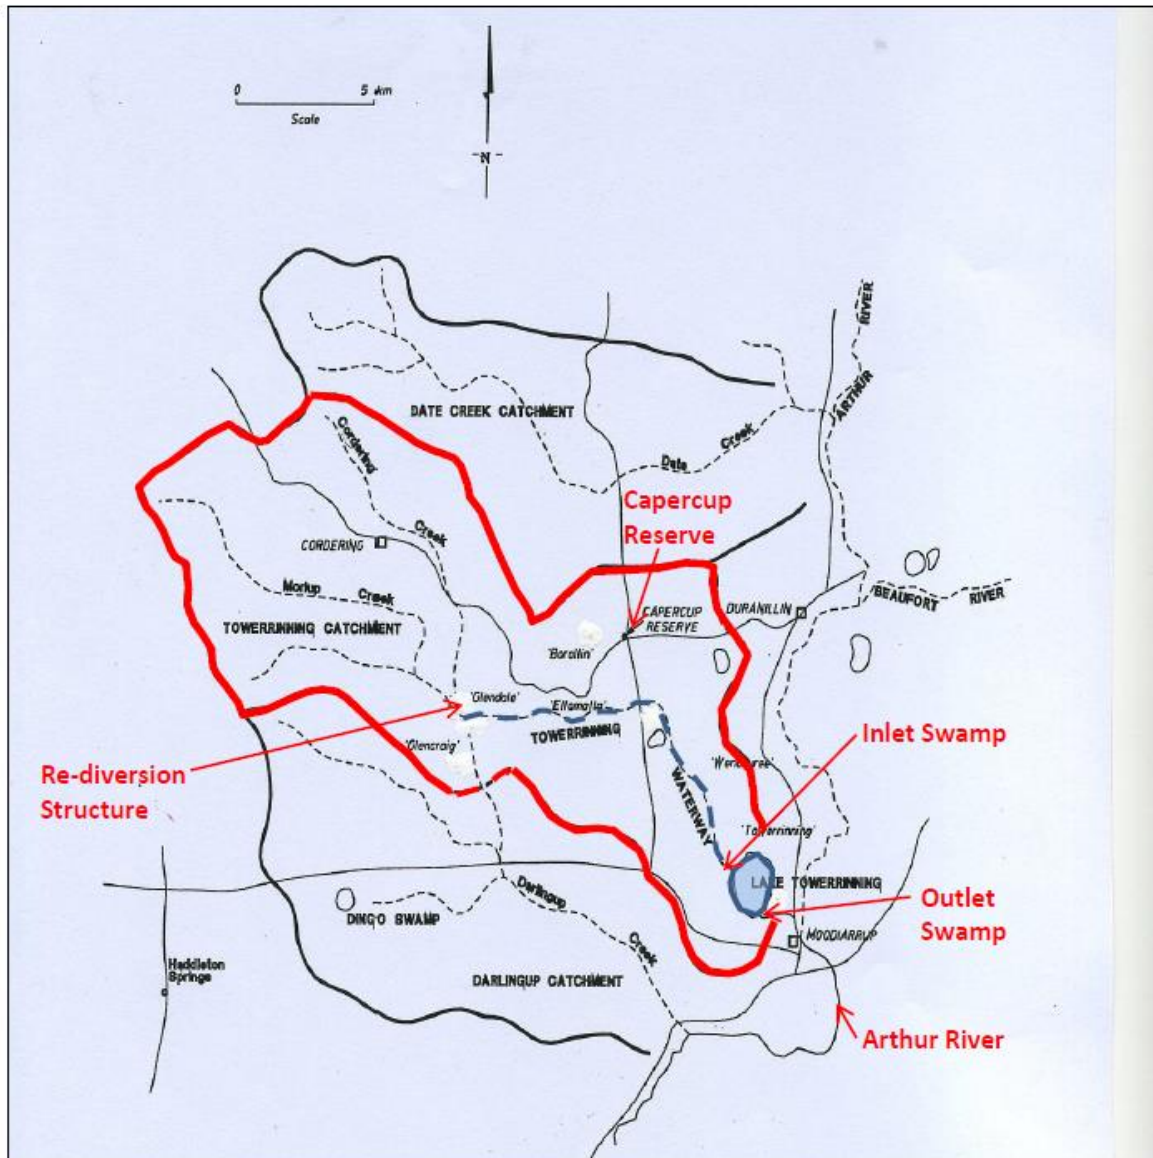 0 5 km
Scale
N
RIVER
ARTHUR
DATE CREEK CATCHMENT
Date Creek
Cordering
Creek
Capercup
Reserve
CORDERING
Morlup Creek
BEAUFORT RIVER
DURANILLIN
CAPERCUP
RESERVE
TOWERRINNING CATCHMENT
'Barallin'
'Glendale'
TOWERRINNING
Inlet Swamp
'Glencraig'
Re-diversion
Structure
WATERWAY
'Towerrinning'
LAKE TOWERRINNING
Outlet
Swamp
Darlingup
Creek
DINGO SWAMP
MOODIARRUP
Haddleton
Springs
DARLINGUP CATCHMENT
Arthur River